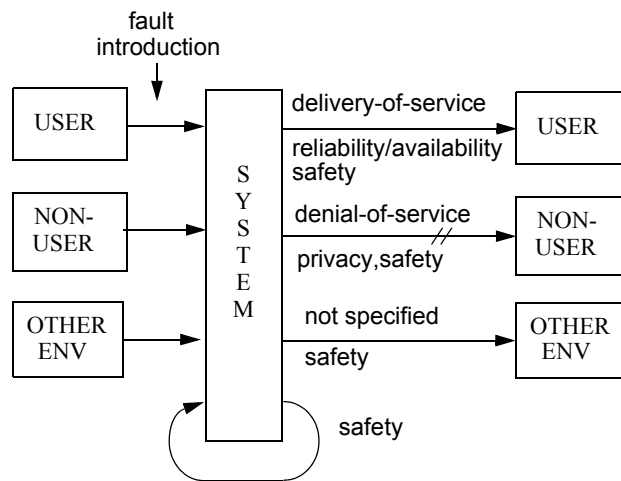 fault
introduction
USER
NON-
USER
OTHER
ENV
S
Y
S
T
E
M
delivery-of-service
reliability/availability
safety
denial-of-service
privacy,safety
not specified
safety
safety
USER
NON-
USER
OTHER
ENV